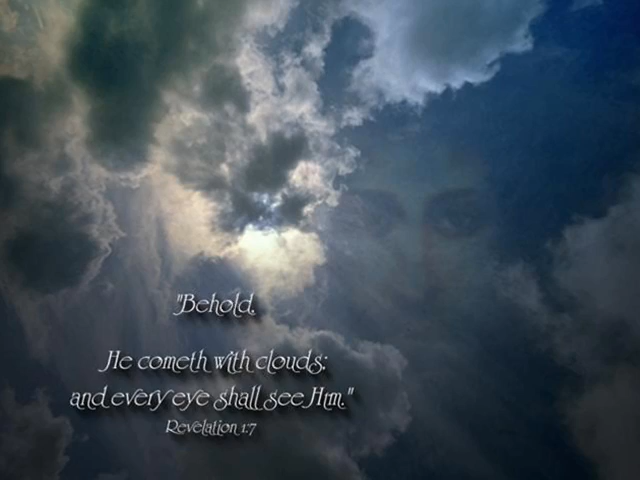 "Behold,
He cometh with clouds;
and every eye shall see Him."
Revelation 1:7